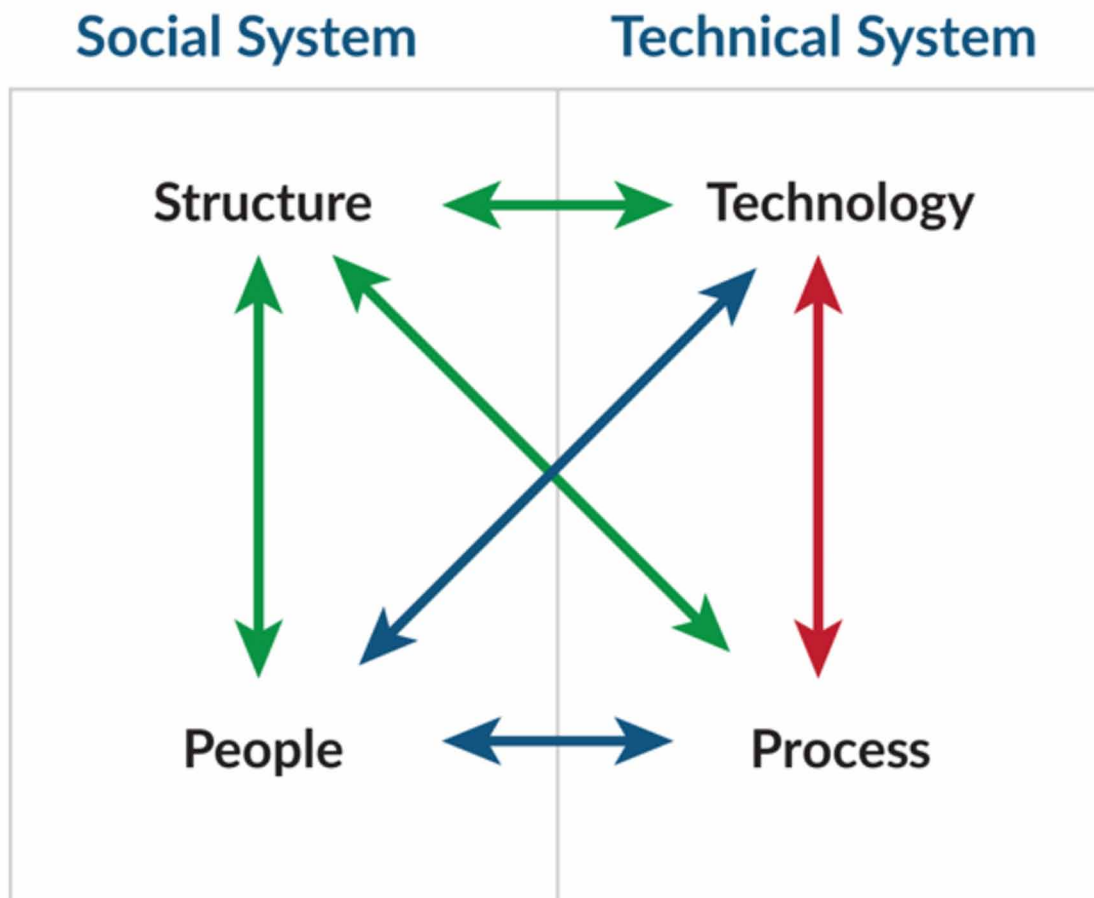 Social System
Technical System
Structure
Technology
People
Process